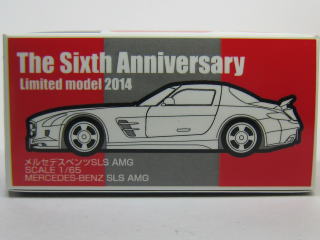 The Sixth Anniversary
Limited model 2014
メルセデスベンツSLS AMG
SCALE 1/65
MERCEDES-BENZ SLS AMG